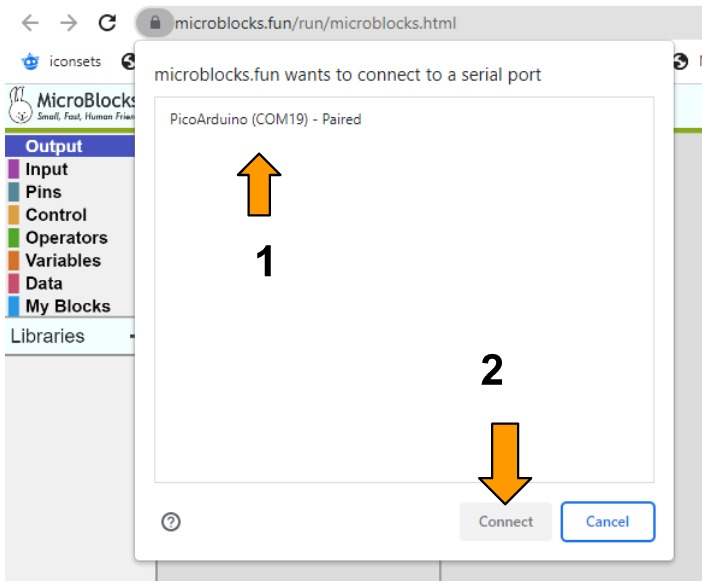 microblocks.fun/run/microblocks.html
iconsets
microblocks.fun wants to connect to a serial port
MicroBlocks
Small, Fast, Human Frien
PicoArduino (COM19) - Paired
Output
Input
Pins
Control
Operators
Variables
Data
My Blocks
Libraries
1
2
Connect
Cancel